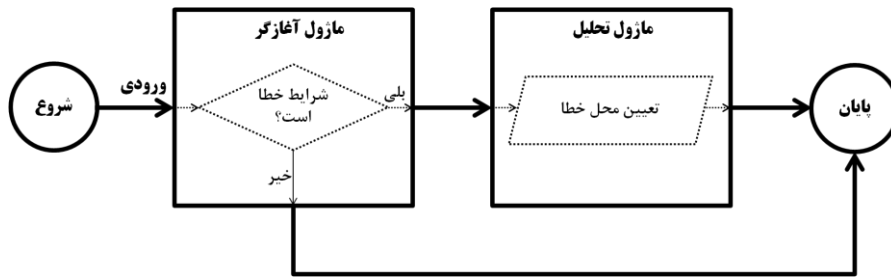 شروع
ورودی
ماژول آغازگر
شرایط خطا
است؟
بلی
خیر
ماژول تحلیل
تعیین محل خطا
پایان